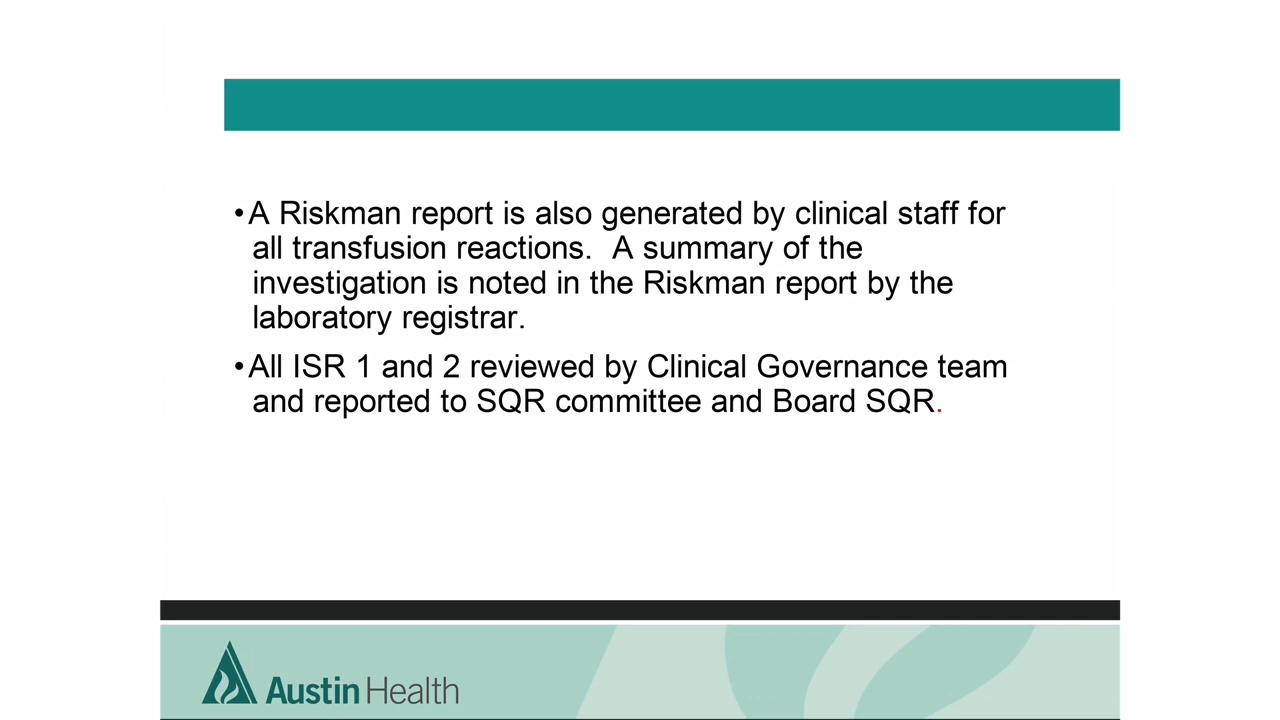 •A Riskman report is also generated by clinical staff for
all transfusion reactions.  A summary of the
investigation is noted in the Riskman report by the
laboratory registrar.
•All ISR 1 and 2 reviewed by Clinical Governance team
and reported to SQR committee and Board SQR.
Austin Health